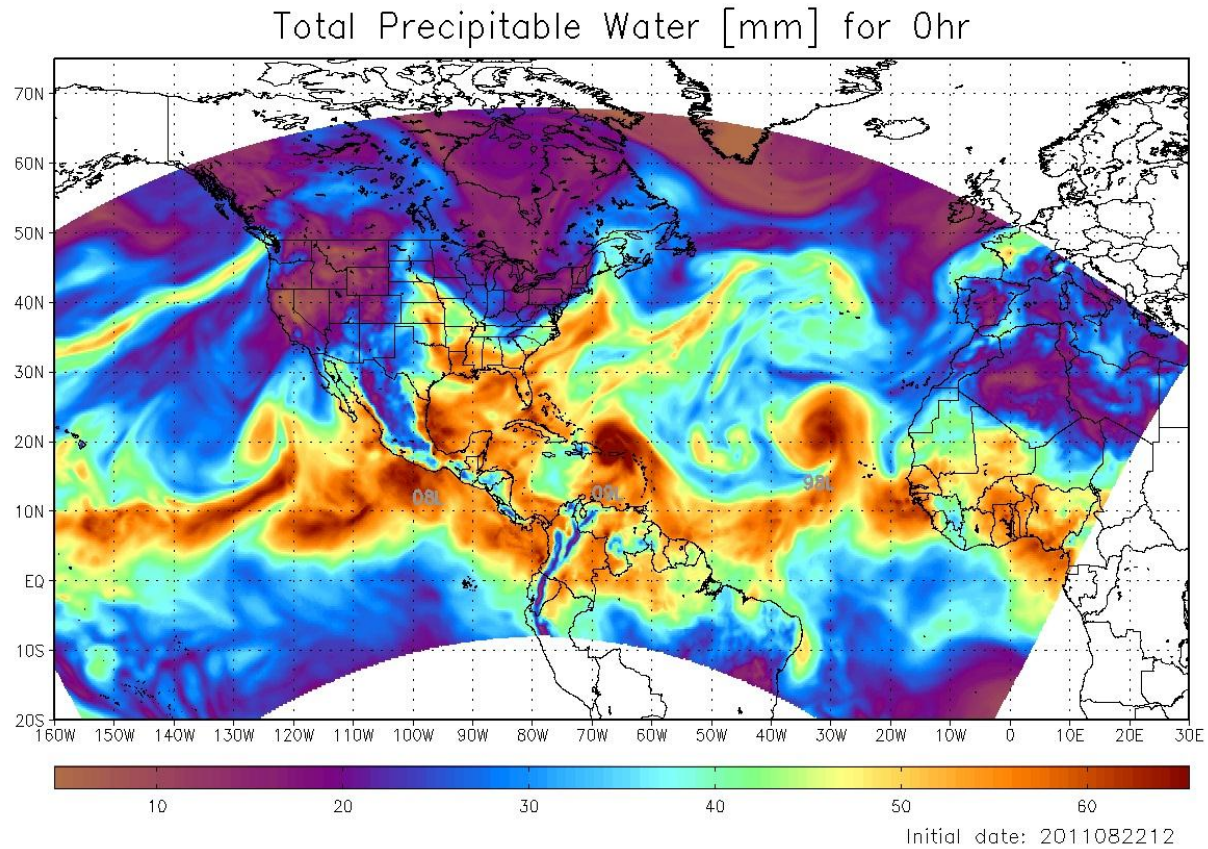 Total Precipitable Water [mm] for 0hr
70N
60N
50N
40N
30N
20N
10N
EQ
10S
20S
08L
09L
98L
160W 150W 140W 130W 120W 110W 100W 90W 80W 70W 60W 50W 40W 30W 20W 10W 0 10E 20E 30E
10 20 30 40 50 60
Initial date: 2011082212